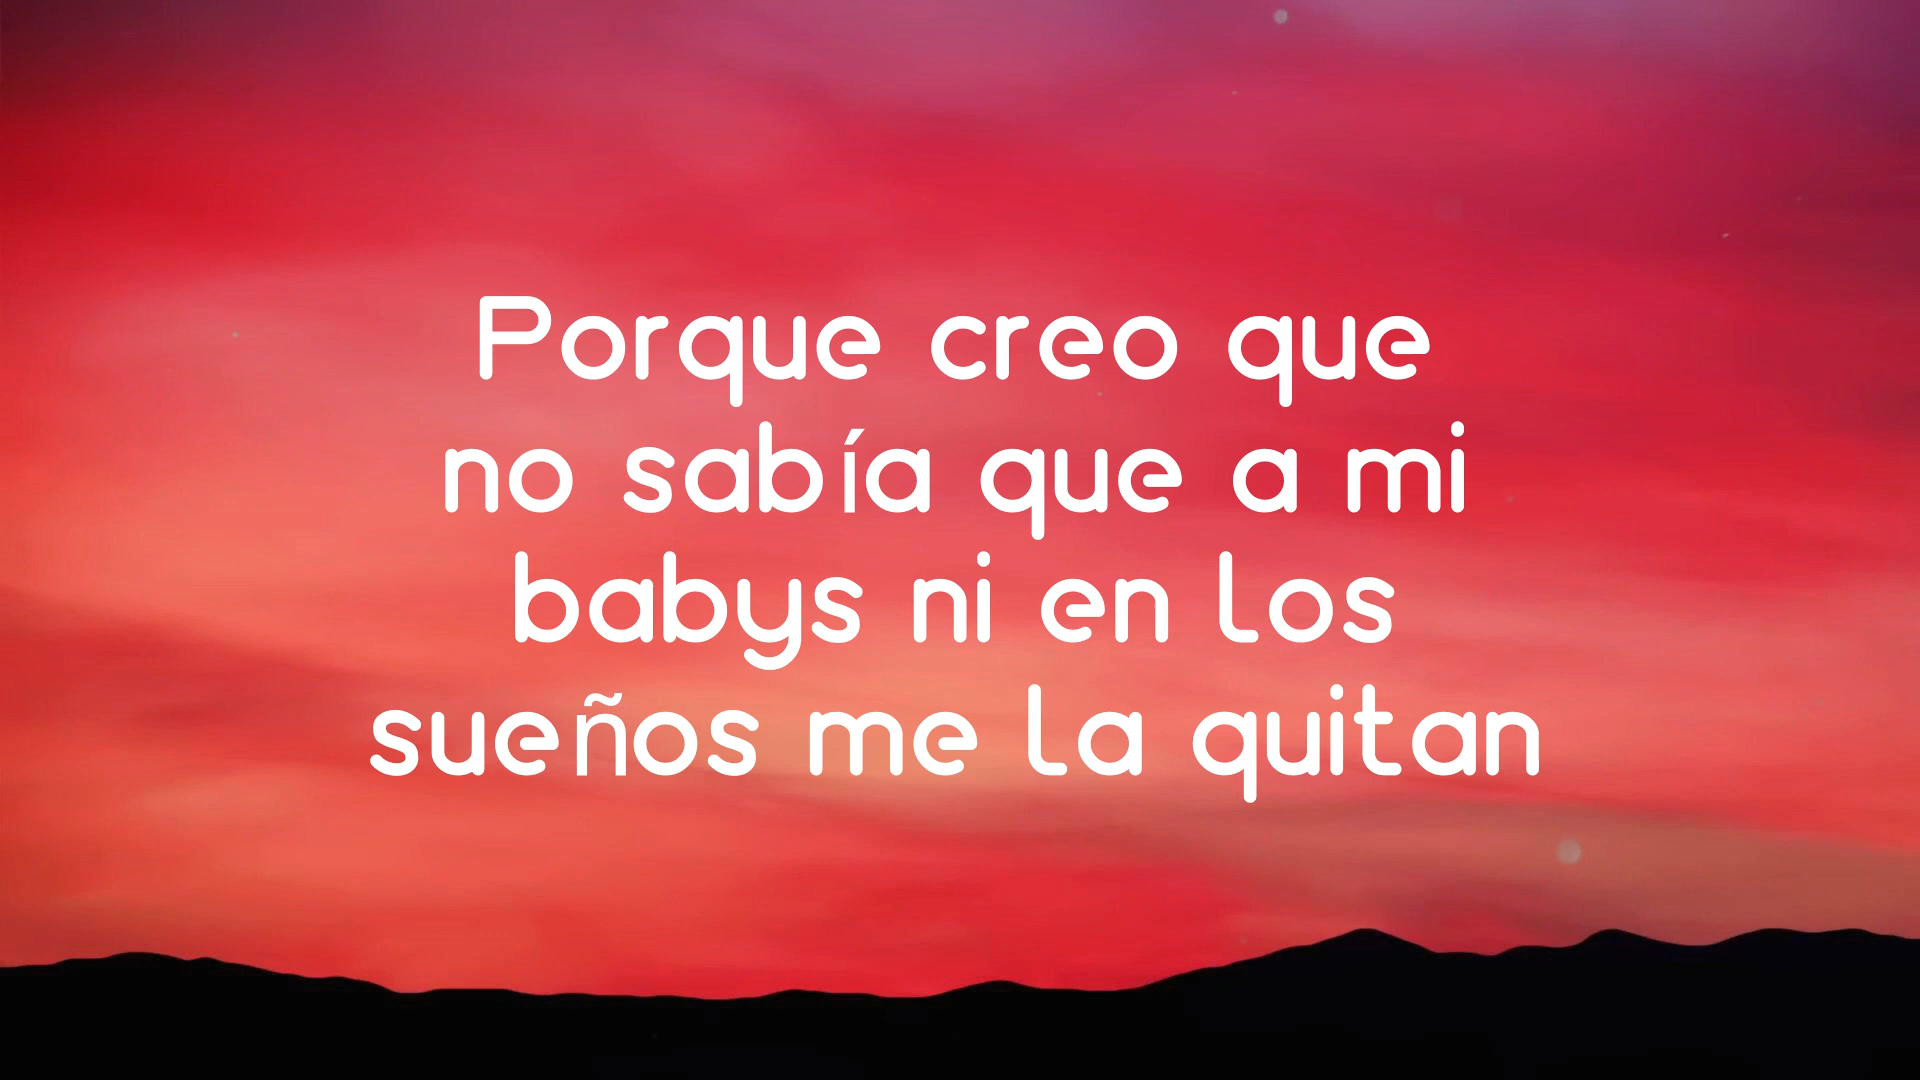 Porque creo que
no sabía que a mi
babys ni en los
sueños me la quitan